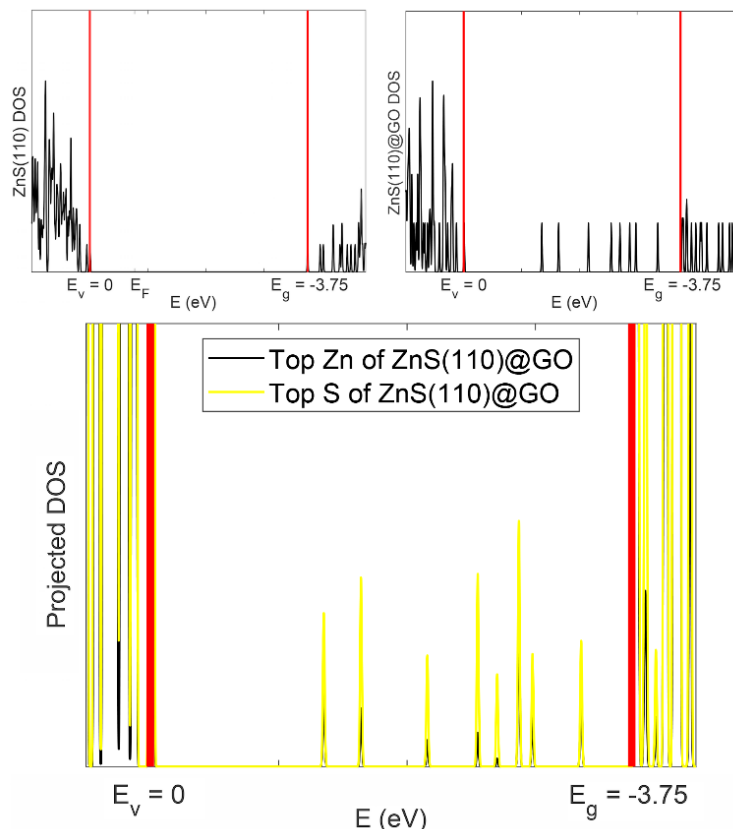 ZnS(110) DOS
E_v = 0
E_F
E_g = -3.75
E (eV)
ZnS(110)@GO DOS
E_v = 0
E_g = -3.75
E (eV)
Top Zn of ZnS(110)@GO
Top S of ZnS(110)@GO
Projected DOS
E_v = 0
E_g = -3.75
E (eV)